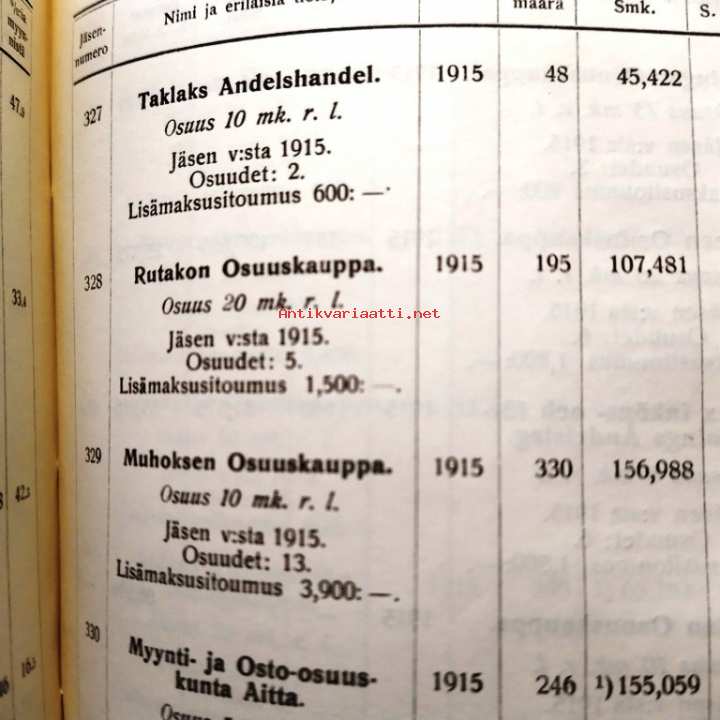 Jäsen-
numero
Nimi ja erilaisia
määrä
Smk.
S.
327 Taklaks Andelshandel. 1915 48 45,422
Osuus 10 mk. r. l.
Jäsen v:sta 1915.
Osuudet: 2.
Lisämaksusitoumus 600: —.
328 Rutakon Osuuskauppa. 1915 195 107,481
Osuus 20 mk. r. l.
Antikvariaatti.net
Jäsen v:sta 1915.
Osuudet: 5.
Lisämaksusitoumus 1,500: —.
329 Muhoksen Osuuskauppa. 1915 330 156,988
Osuus 10 mk. r. l.
Jäsen v:sta 1915.
Osuudet: 13.
Lisämaksusitoumus 3,900: —.
330 Myynti- ja Osto-osuus-
kunta Aitta. 1915 246 ¹) 155,059
Osuus